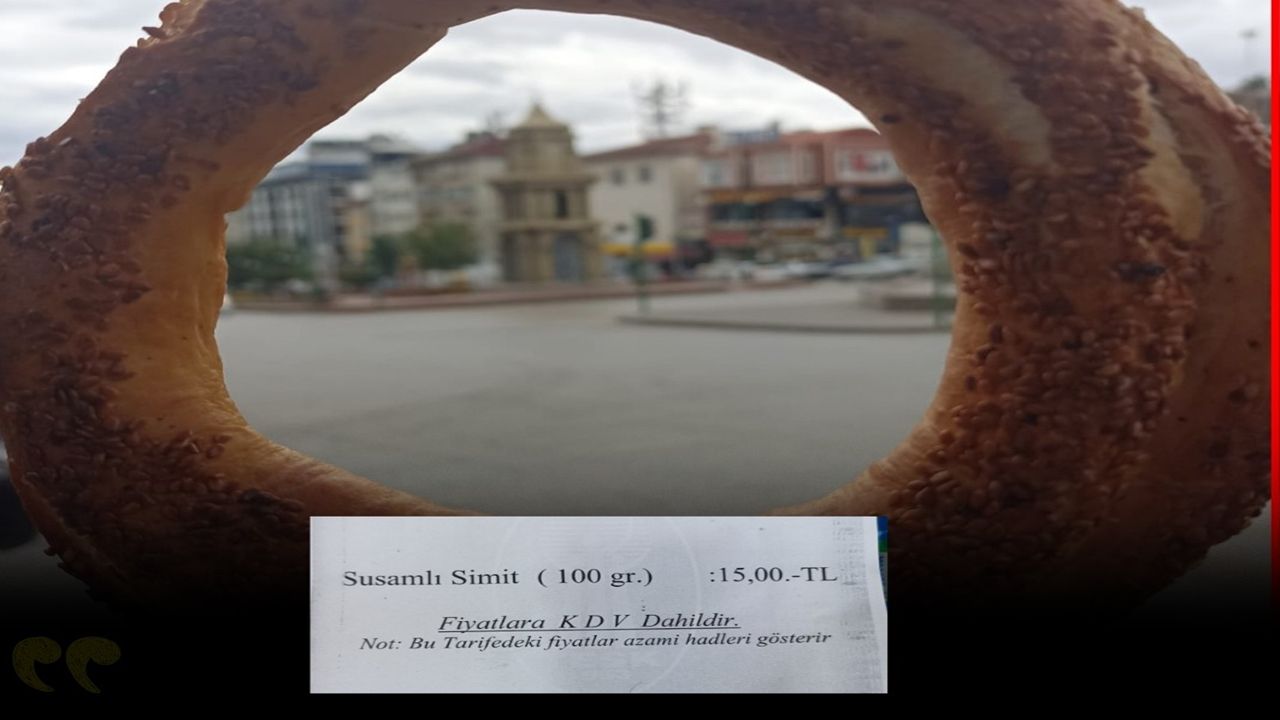 Susamlı Simit ( 100 gr.) :15,00.-TL
Fiyatlara K D V Dahildir.
Not: Bu Tarifedeki fiyatlar azami hadleri gösterir